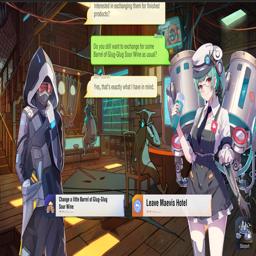 interested in exchanging them for finished
products?
Do you still want to exchange for some
Barrel of Glug-Glug Sour Wine as usual?
Yep, that's exactly what I have in mind.
Change a little Barrel of Glug-Glug
Sour Wine
Leave Maevis Hotel